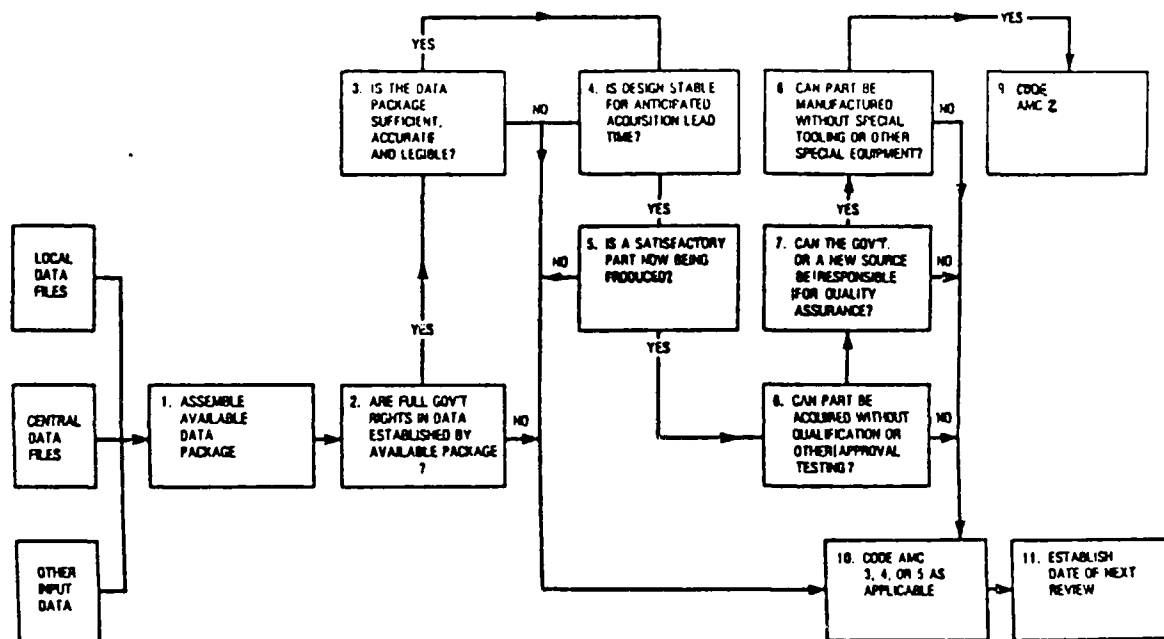 YES
YES
3. IS THE DATA
PACKAGE
SUFFICIENT,
ACCURATE
AND LEGIBLE?
NO
4. IS DESIGN STABLE
FOR ANTICIPATED
ACQUISITION LEAD
TIME?
8 CAN PART BE
MANUFACTURED
WITHOUT SPECIAL
TOOLING OR OTHER
SPECIAL EQUIPMENT?
NO
9 CODE
AMC 2
YES
YES
LOCAL
DATA
FILES
NO
5. IS A SATISFACTORY
PART NOW BEING
PRODUCED?
7. CAN THE GOV'T.
OR A NEW SOURCE
BE RESPONSIBLE
FOR QUALITY
ASSURANCE?
NO
YES
YES
CENTRAL
DATA
FILES
1. ASSEMBLE
AVAILABLE
DATA
PACKAGE
2. ARE FULL GOV'T
RIGHTS IN DATA
ESTABLISHED BY
AVAILABLE PACKAGE
?
NO
6. CAN PART BE
ACQUIRED WITHOUT
QUALIFICATION OR
OTHER APPROVAL
TESTING?
NO
OTHER
INPUT
DATA
10. CODE AMC
3, 4, OR 5 AS
APPLICABLE
11. ESTABLISH
DATE OF NEXT
REVIEW